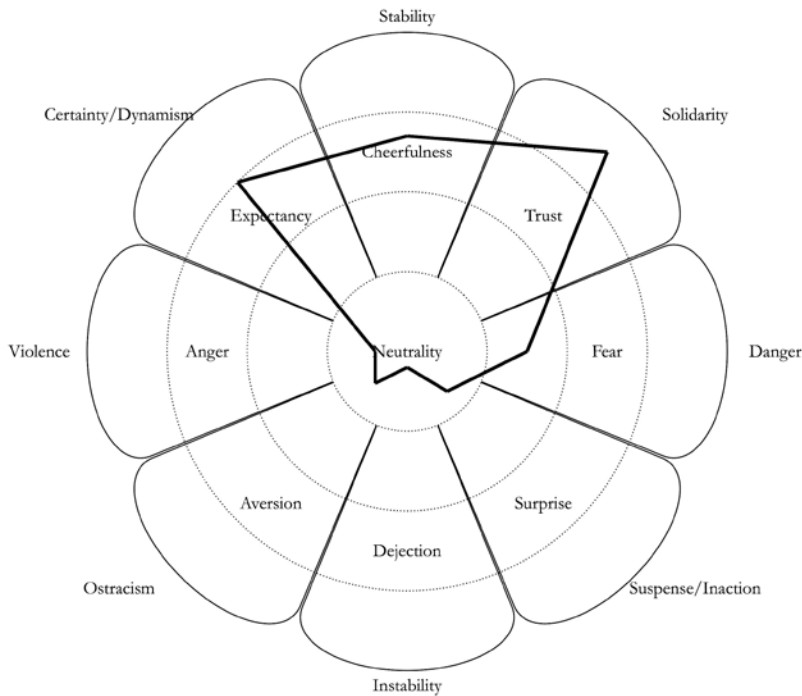 Stability
Certainty/Dynamism
Solidarity
Cheerfulness
Expectancy
Trust
Violence
Anger
Neutrality
Fear
Danger
Aversion
Surprise
Dejection
Ostracism
Suspense/Inaction
Instability